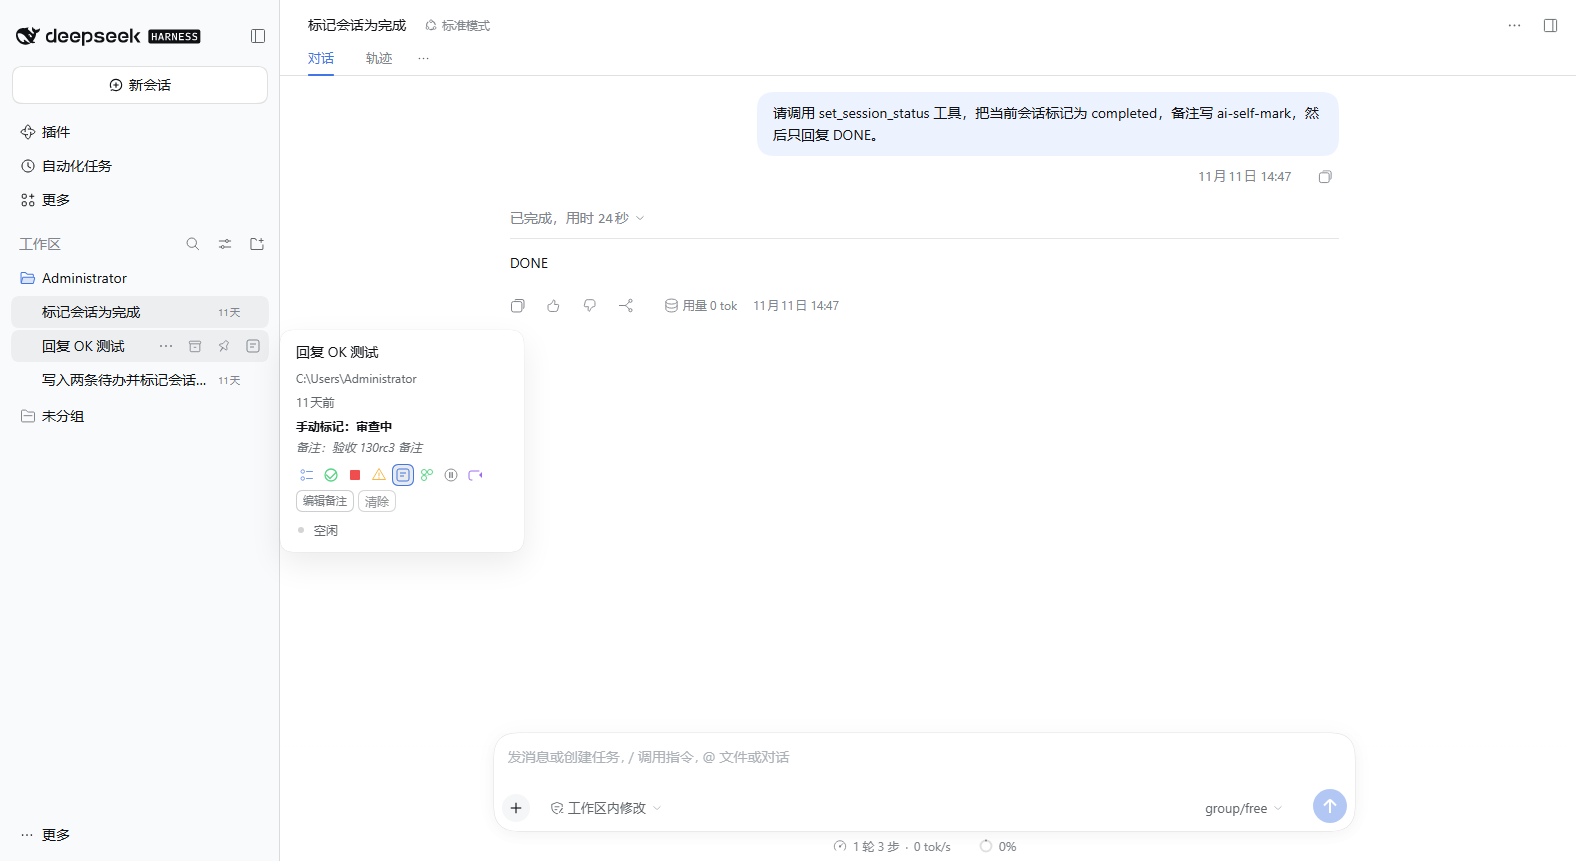 deepseek HARNESS
新会话
插件
自动化任务
更多
工作区
Administrator
标记会话为完成 11天
回复 OK 测试
写入两条待办并标记会话... 11天
未分组
更多
标记会话为完成 标准模式
对话 轨迹
请调用 set_session_status 工具，把当前会话标记为 completed，备注写 ai-self-mark，然
后只回复 DONE。
11月11日 14:47
已完成，用时 24秒
DONE
用量 0 tok 11月11日 14:47
回复 OK 测试
C:\Users\Administrator
11天前
手动标记：审查中
备注：验收 130rc3 备注
编辑备注 清除
空闲
发消息或创建任务, / 调用指令, @ 文件或对话
工作区内修改 group/free
1 轮 3 步 · 0 tok/s 0%